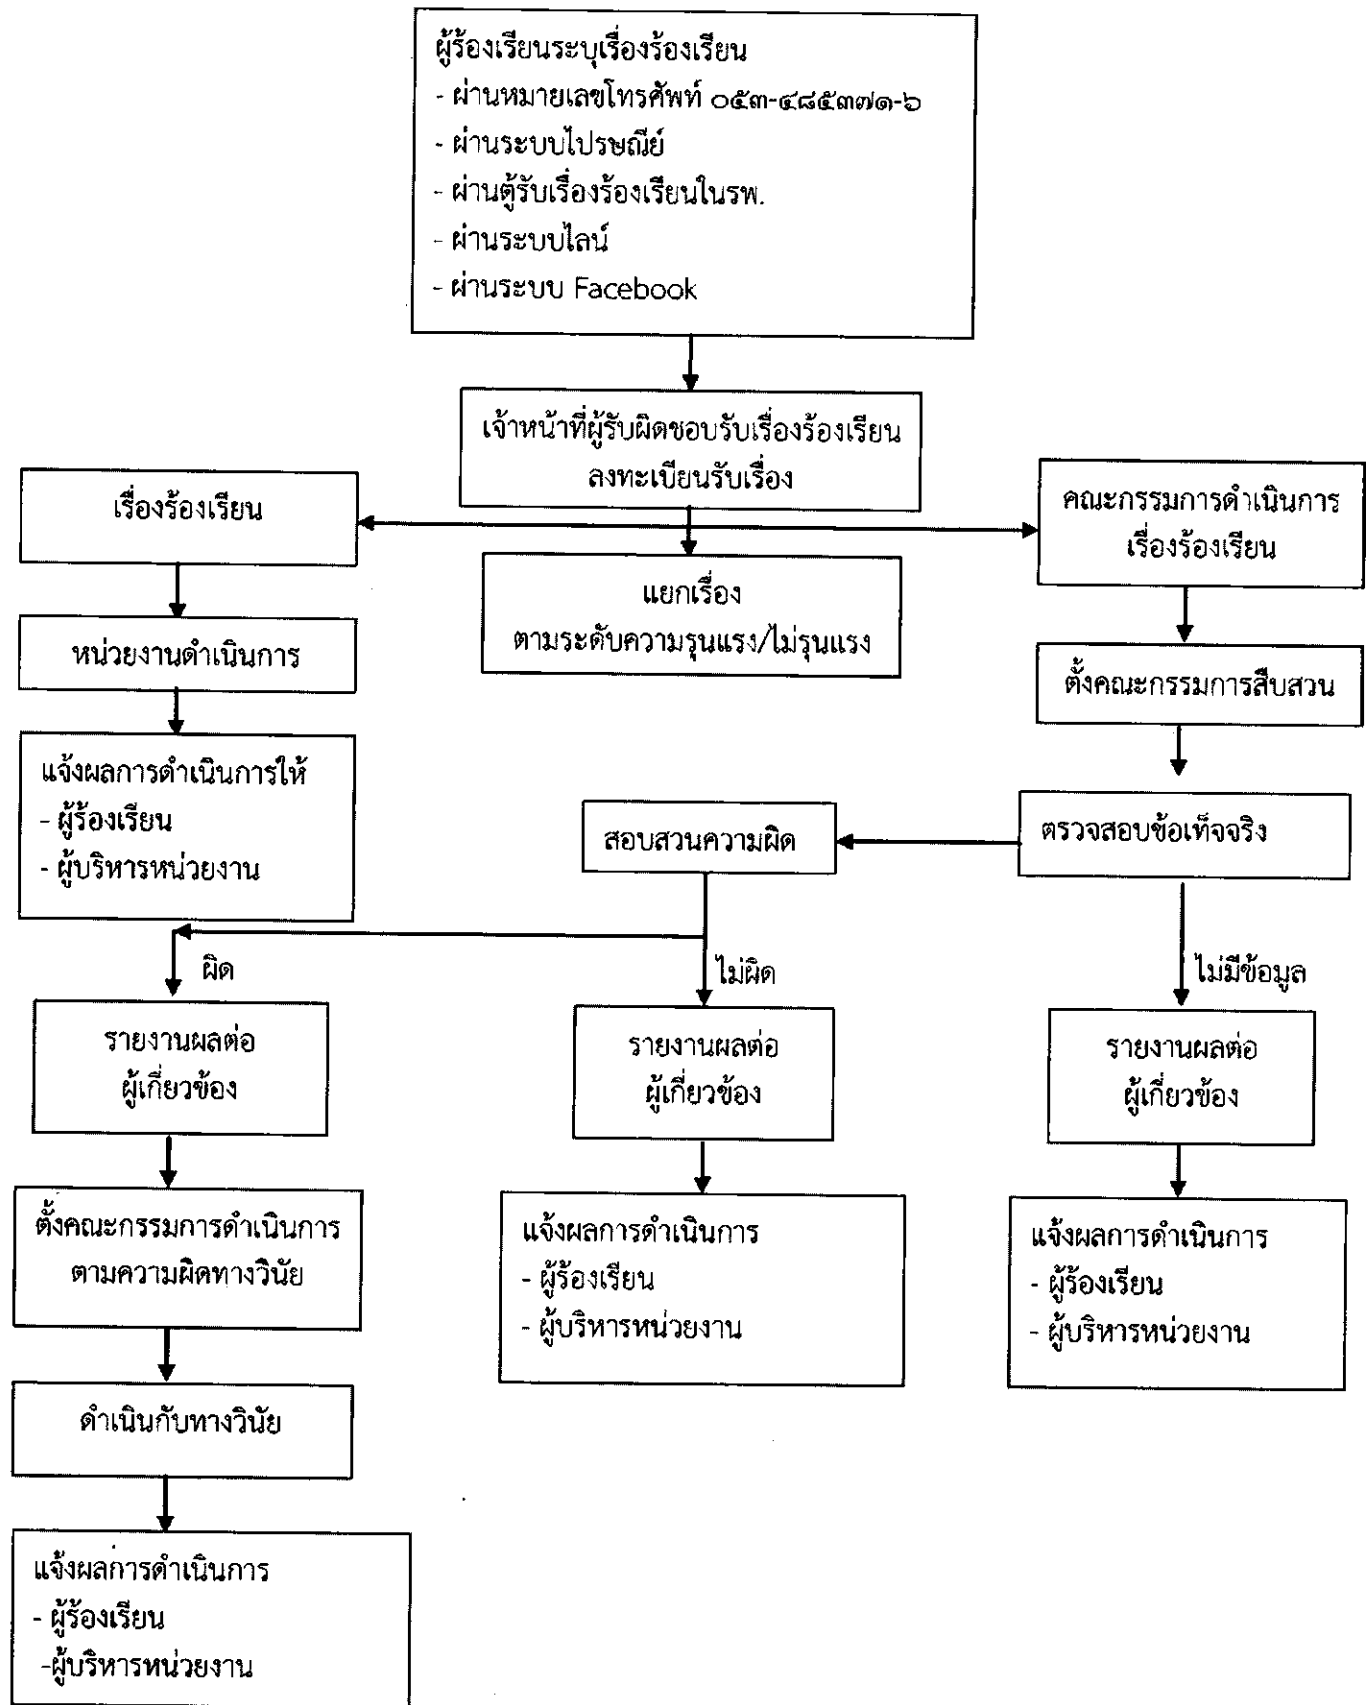 ผู้ร้องเรียนระบุเรื่องร้องเรียน
- ผ่านหมายเลขโทรศัพท์ ๐๕๓-๔๘๕๓๗๑-๖
- ผ่านระบบไปรษณีย์
- ผ่านตู้รับเรื่องร้องเรียนในรพ.
- ผ่านระบบไลน์
- ผ่านระบบ Facebook
เจ้าหน้าที่ผู้รับผิดชอบรับเรื่องร้องเรียน
ลงทะเบียนรับเรื่อง
เรื่องร้องเรียน
คณะกรรมการดำเนินการ
เรื่องร้องเรียน
แยกเรื่อง
ตามระดับความรุนแรง/ไม่รุนแรง
หน่วยงานดำเนินการ
ตั้งคณะกรรมการสืบสวน
แจ้งผลการดำเนินการให้
- ผู้ร้องเรียน
- ผู้บริหารหน่วยงาน
สอบสวนความผิด
ตรวจสอบข้อเท็จจริง
ผิด
ไม่ผิด
ไม่มีข้อมูล
รายงานผลต่อ
ผู้เกี่ยวข้อง
รายงานผลต่อ
ผู้เกี่ยวข้อง
รายงานผลต่อ
ผู้เกี่ยวข้อง
ตั้งคณะกรรมการดำเนินการ
ตามความผิดทางวินัย
แจ้งผลการดำเนินการ
- ผู้ร้องเรียน
- ผู้บริหารหน่วยงาน
แจ้งผลการดำเนินการ
- ผู้ร้องเรียน
- ผู้บริหารหน่วยงาน
ดำเนินกับทางวินัย
แจ้งผลการดำเนินการ
- ผู้ร้องเรียน
-ผู้บริหารหน่วยงาน